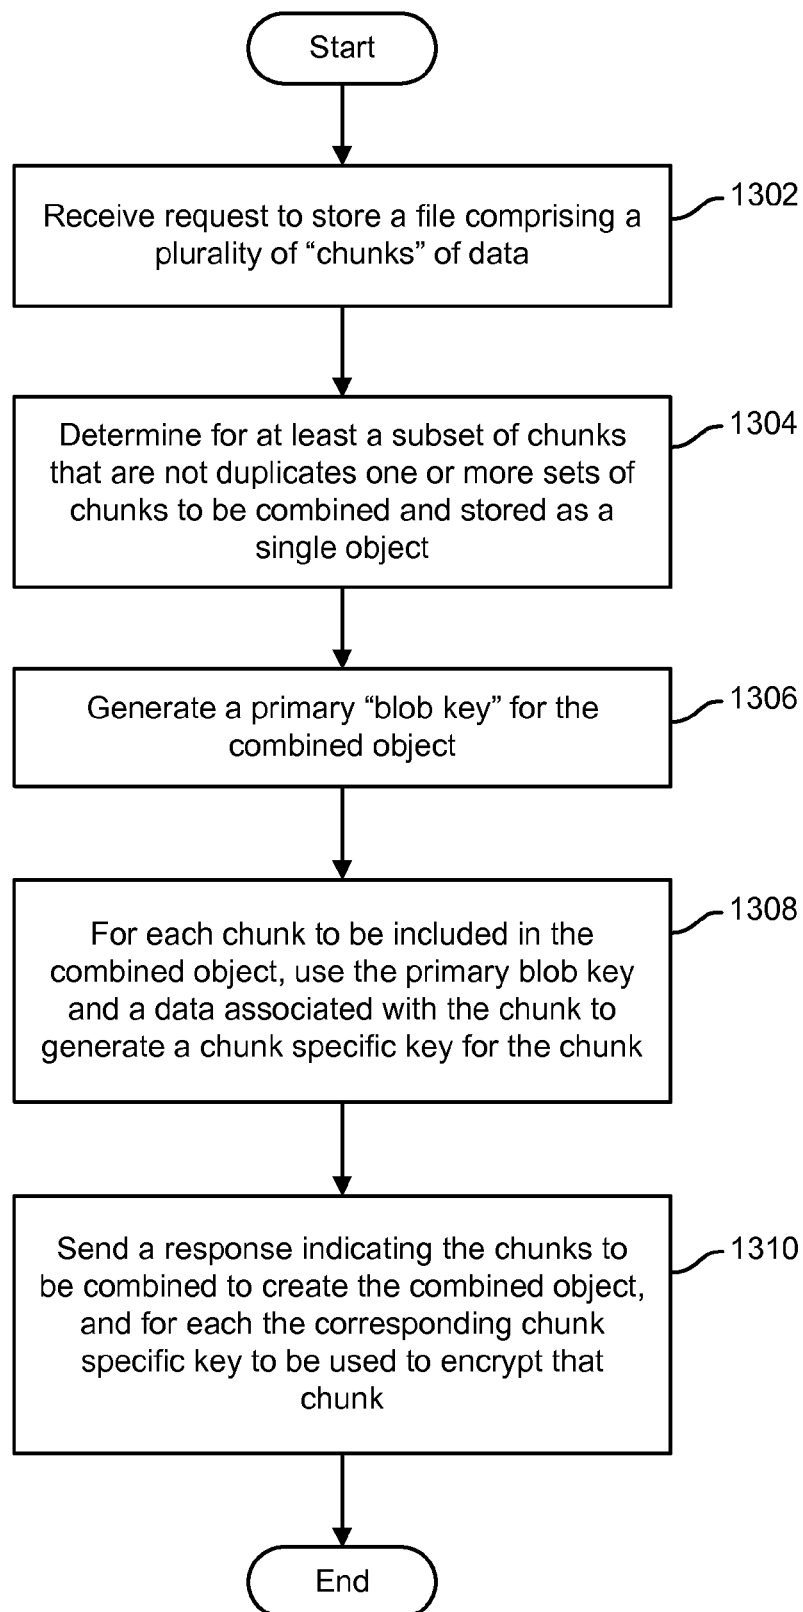 Start
Receive request to store a file comprising a
plurality of “chunks” of data
1302
Determine for at least a subset of chunks
that are not duplicates one or more sets of
chunks to be combined and stored as a
single object
1304
Generate a primary “blob key” for the
combined object
1306
For each chunk to be included in the
combined object, use the primary blob key
and a data associated with the chunk to
generate a chunk specific key for the chunk
1308
Send a response indicating the chunks to
be combined to create the combined object,
and for each the corresponding chunk
specific key to be used to encrypt that
chunk
1310
End